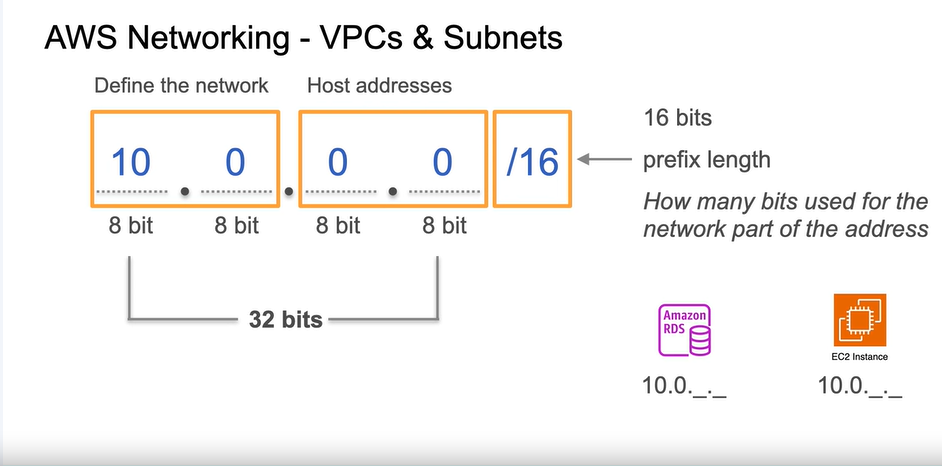 AWS Networking - VPCs & Subnets
Define the network Host addresses
10 . 0 . 0 . 0 /16
8 bit 8 bit 8 bit 8 bit
32 bits
16 bits
prefix length
How many bits used for the
network part of the address
Amazon
RDS
10.0._._
EC2 Instance
10.0._._